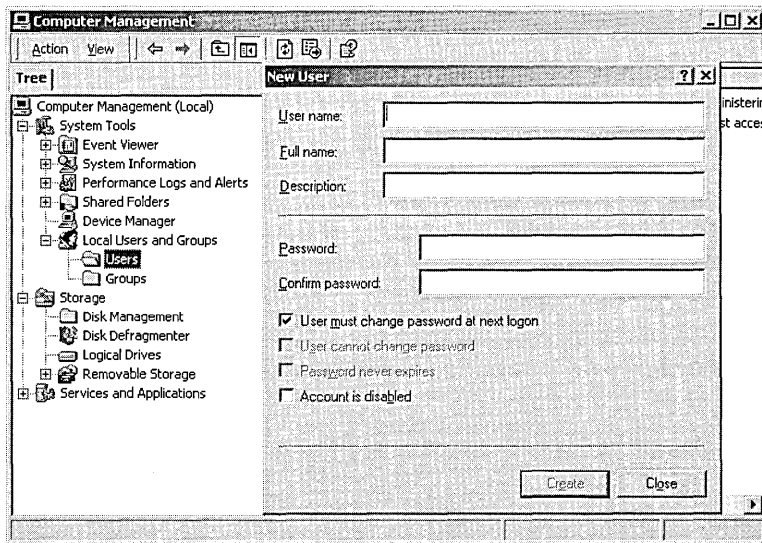 Computer Management
Action View
Tree
Computer Management (Local)
System Tools
Event Viewer
System Information
Performance Logs and Alerts
Shared Folders
Device Manager
Local Users and Groups
Users
Groups
Storage
Disk Management
Disk Defragmenter
Logical Drives
Removable Storage
Services and Applications
New User
User name:
Full name:
Description:
Password:
Confirm password:
User must change password at next logon
User cannot change password
Password never expires
Account is disabled
Create Close
inisterin
st acces